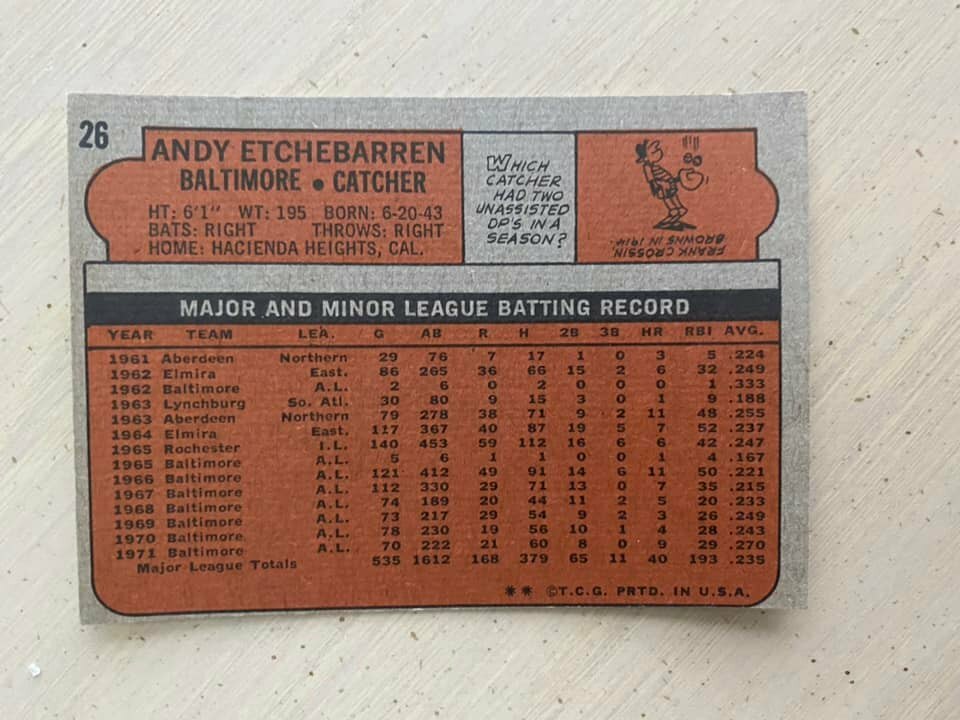 26
ANDY ETCHEBARREN
BALTIMORE • CATCHER
HT: 6'1" WT: 195 BORN: 6-20-43
BATS: RIGHT THROWS: RIGHT
HOME: HACIENDA HEIGHTS, CAL.
WHICH
CATCHER
HAD TWO
UNASSISTED
DP'S IN A
SEASON?
FRANK CROSSIN,
BROWNS IN 1914.
MAJOR AND MINOR LEAGUE BATTING RECORD
YEAR TEAM LEA. G AB R H 2B 3B HR RBI AVG.
1961 Aberdeen Northern 29 76 7 17 1 0 3 5 .224
1962 Elmira East. 86 265 36 66 15 2 6 32 .249
1962 Baltimore A.L. 2 6 0 2 0 0 0 1 .333
1963 Lynchburg So. Atl. 30 80 9 15 3 0 1 9 .188
1963 Aberdeen Northern 79 278 38 71 9 2 11 48 .255
1964 Elmira East. 117 367 40 87 19 5 7 52 .237
1965 Rochester I.L. 140 453 59 112 16 6 6 42 .247
1965 Baltimore A.L. 5 6 1 1 0 0 1 4 .167
1966 Baltimore A.L. 121 412 49 91 14 6 11 50 .221
1967 Baltimore A.L. 112 330 29 71 13 0 7 35 .215
1968 Baltimore A.L. 74 189 20 44 11 2 5 20 .233
1969 Baltimore A.L. 73 217 29 54 9 2 3 26 .249
1970 Baltimore A.L. 78 230 19 56 10 1 4 28 .243
1971 Baltimore A.L. 70 222 21 60 8 0 9 29 .270
Major League Totals 535 1612 168 379 65 11 40 193 .235
** ©T.C.G. PRTD. IN U.S.A.